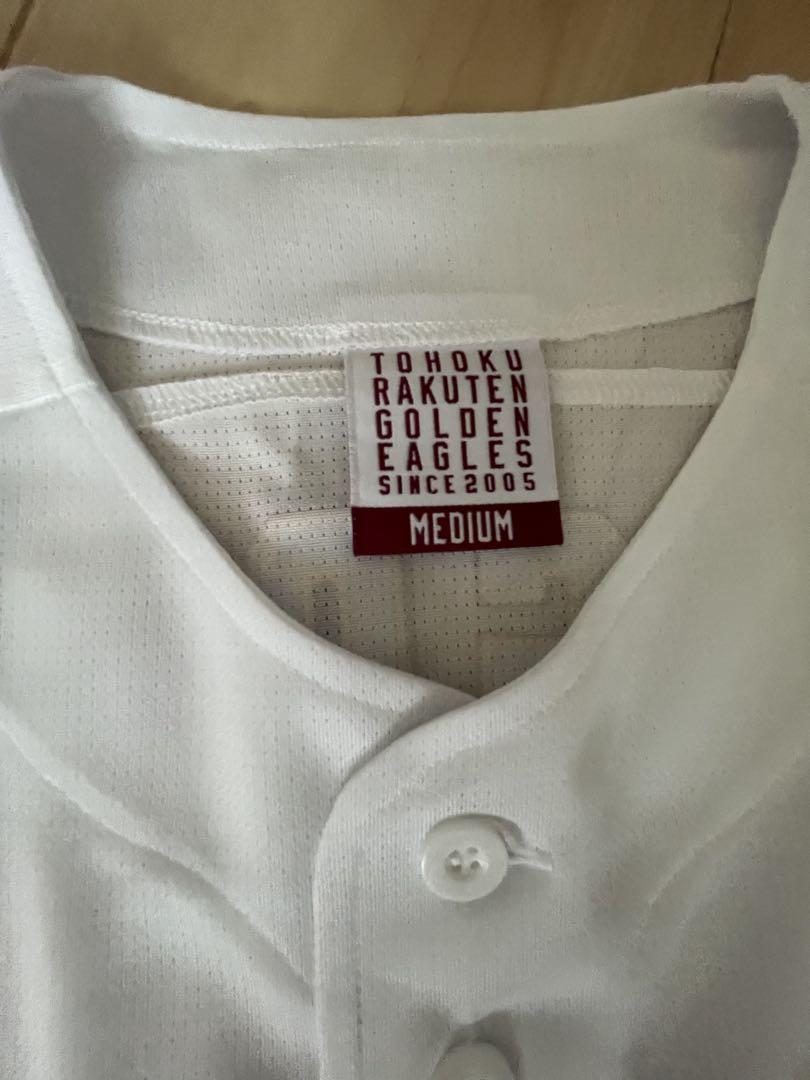 TOHOKU
RAKUTEN
GOLDEN
EAGLES
SINCE 2005
MEDIUM